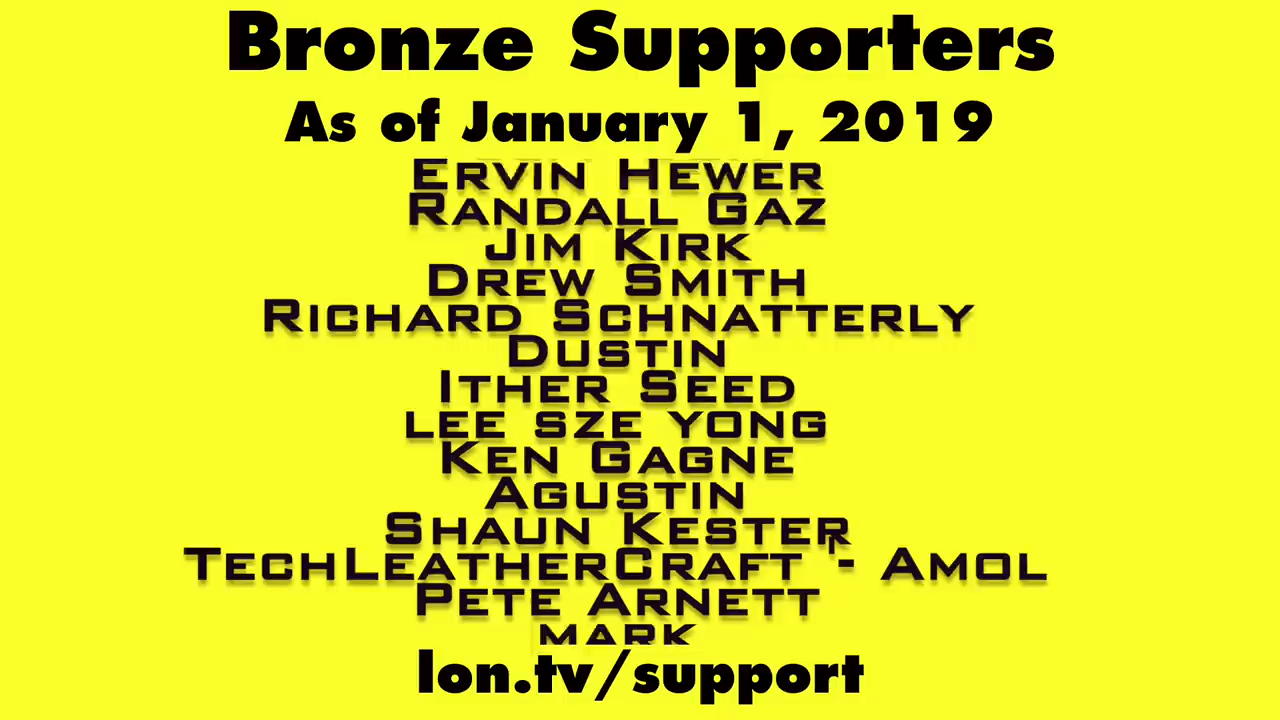 Bronze Supporters
As of January 1, 2019
Ervin Hewer
Randall Gaz
Jim Kirk
Drew Smith
Richard Schnatterly
Dustin
Ither Seed
lee sze yong
Ken Gagne
Agustin
Shaun Kester
TechLeatherCraft - Amol
Pete Arnett
mark
lon.tv/support